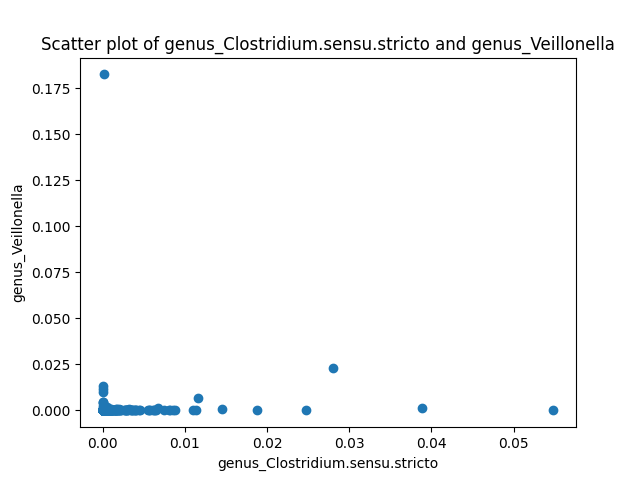 Scatter plot of genus_Clostridium.sensu.stricto and genus_Veillonella
genus_Veillonella
0.175
0.150
0.125
0.100
0.075
0.050
0.025
0.000
0.00 0.01 0.02 0.03 0.04 0.05
genus_Clostridium.sensu.stricto